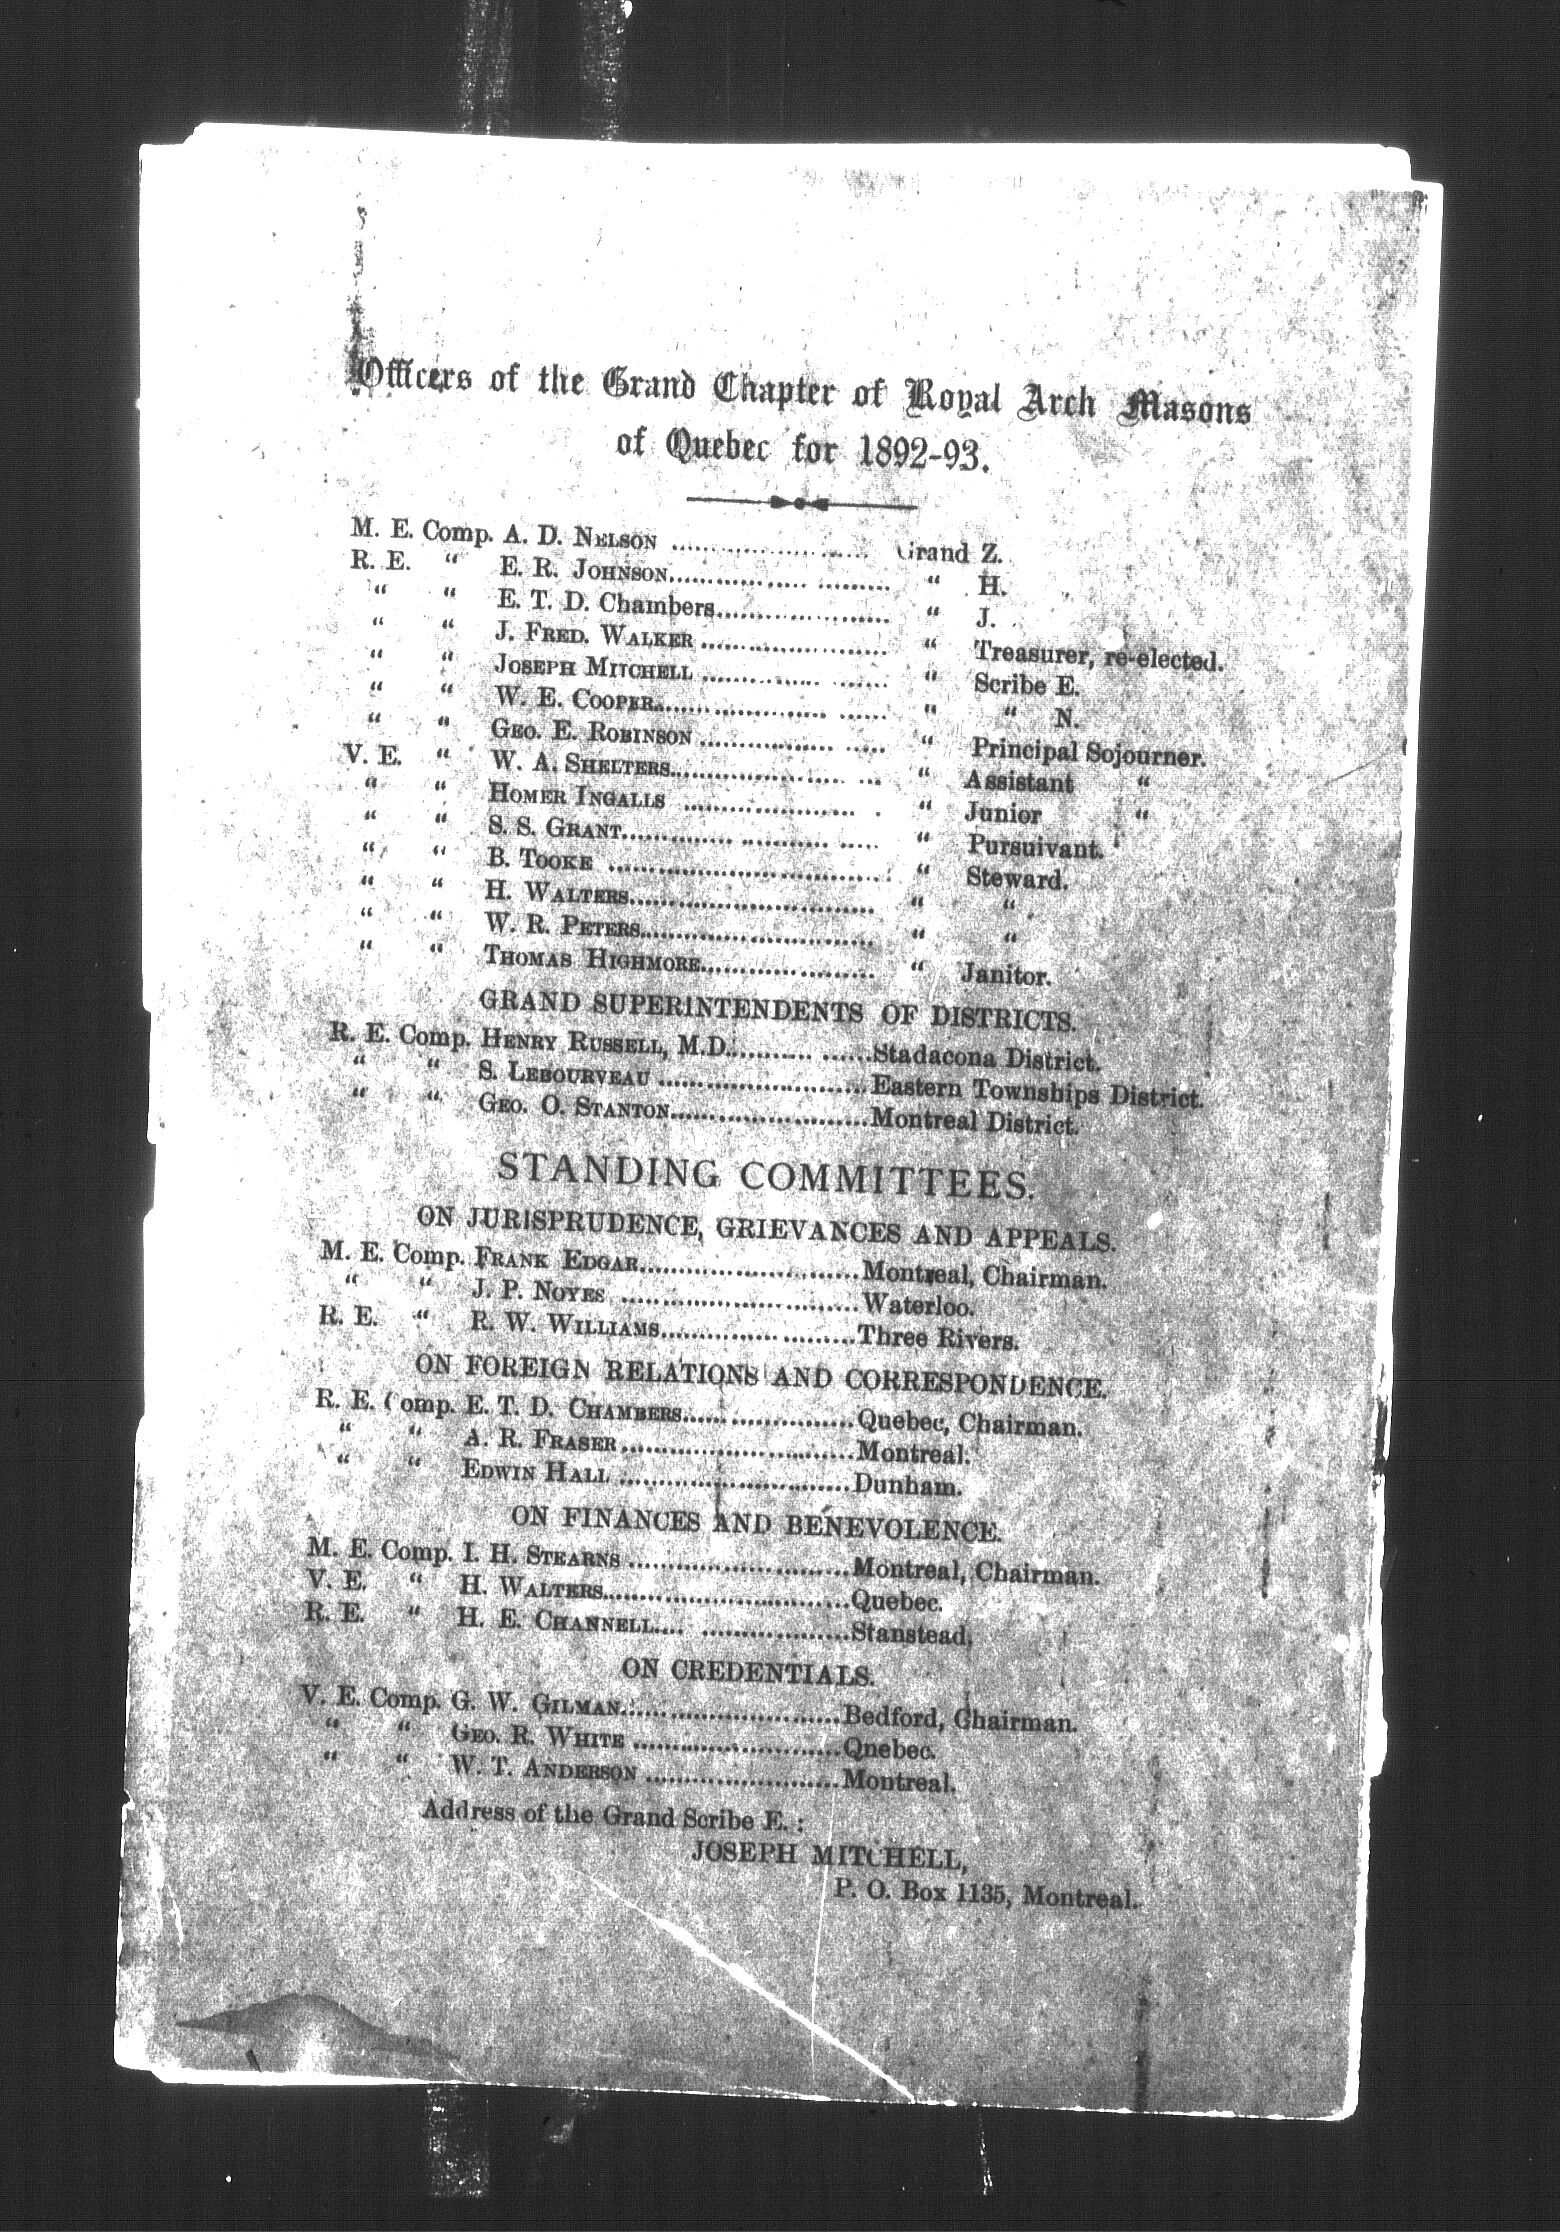 Officers of the Grand Chapter of Royal Arch Masons
of Quebec for 1892-93.
M. E. Comp. A. D. NELSON .............................. Grand Z.
R. E. “ E. R. JOHNSON.............................. “ H.
“ “ E. T. D. Chambers.............................. “ J.
“ “ J. FRED. WALKER .............................. “ Treasurer, re-elected.
“ “ JOSEPH MITCHELL .............................. “ Scribe E.
“ “ W. E. COOPER.............................. “ “ N.
“ “ GEO. E. ROBINSON .............................. “ Principal Sojourner.
V. E. “ W. A. SHELTERS.............................. “ Assistant “
“ “ HOMER INGALLS .............................. “ Junior “
“ “ S. S. GRANT.............................. “ Pursuivant.
“ “ B. TOOKE .............................. “ Steward.
“ “ H. WALTERS.............................. “ “
“ “ W. R. PETERS.............................. “ “
“ “ THOMAS HIGHMORE.............................. “ Janitor.
GRAND SUPERINTENDENTS OF DISTRICTS.
R. E. Comp. HENRY RUSSELL, M.D...................Stadacona District.
“ “ S. LEBOURVEAU ..........................Eastern Townships District.
“ “ GEO. O. STANTON..........................Montreal District.
STANDING COMMITTEES.
ON JURISPRUDENCE, GRIEVANCES AND APPEALS.
M. E. Comp. FRANK EDGAR..............................Montreal, Chairman.
“ “ J. P. NOYES ..............................Waterloo.
R. E. “ R. W. WILLIAMS..........................Three Rivers.
ON FOREIGN RELATIONS AND CORRESPONDENCE.
R. E. Comp. E. T. D. CHAMBERS.......................Quebec, Chairman.
“ “ A. R. FRASER ..............................Montreal.
“ “ EDWIN HALL ..............................Dunham.
ON FINANCES AND BENEVOLENCE.
M. E. Comp. I. H. STEARNS ..............................Montreal, Chairman.
V. E. “ H. WALTERS..............................Quebec.
R. E. “ H. E. CHANNELL.... ...................Stanstead.
ON CREDENTIALS.
V. E. Comp. G. W. GILMAN..............................Bedford, Chairman.
“ “ GEO. R. WHITE ..............................Qnebec.
“ “ W. T. ANDERSON ..........................Montreal.
Address of the Grand Scribe E. :
JOSEPH MITCHELL,
P. O. Box 1135, Montreal.